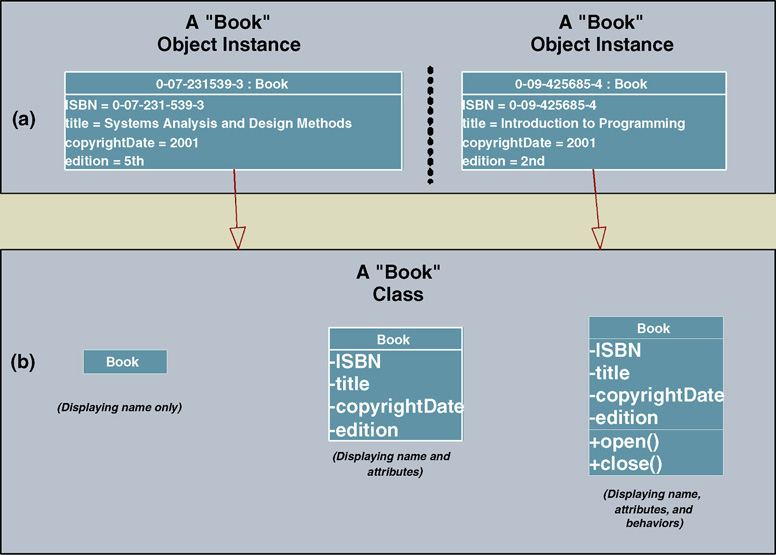 A "Book"
Object Instance
A "Book"
Object Instance
(a)
0-07-231539-3 : Book
ISBN = 0-07-231-539-3
title = Systems Analysis and Design Methods
copyrightDate = 2001
edition = 5th
0-09-425685-4 : Book
ISBN = 0-09-425685-4
title = Introduction to Programming
copyrightDate = 2001
edition = 2nd
A "Book"
Class
(b)
Book
(Displaying name only)
Book
-ISBN
-title
-copyrightDate
-edition
(Displaying name and
attributes)
Book
-ISBN
-title
-copyrightDate
-edition
+open()
+close()
(Displaying name,
attributes, and
behaviors)